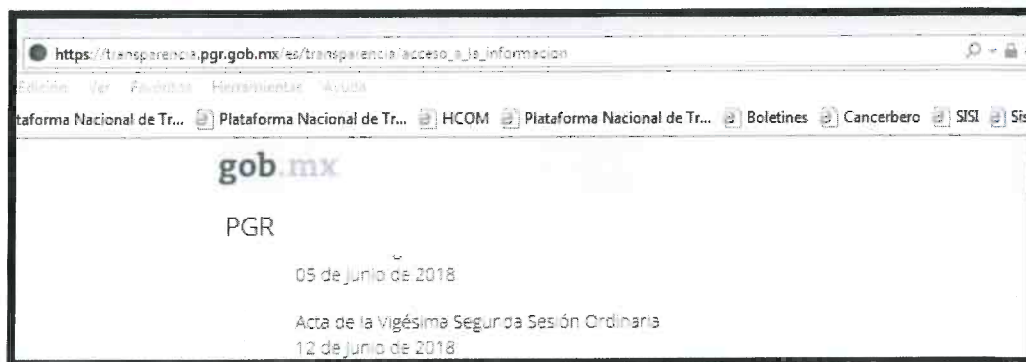 https://transparencia.pgr.gob.mx/es/transparencia/acceso_a_la_informacion
Edición Ver Favoritos Herramientas Ayuda
taforma Nacional de Tr... Plataforma Nacional de Tr... HCOM Plataforma Nacional de Tr... Boletines Cancerbero SISI Sis
gob.mx
PGR
05 de junio de 2018
Acta de la Vigésima Segunda Sesión Ordinaria
12 de junio de 2018